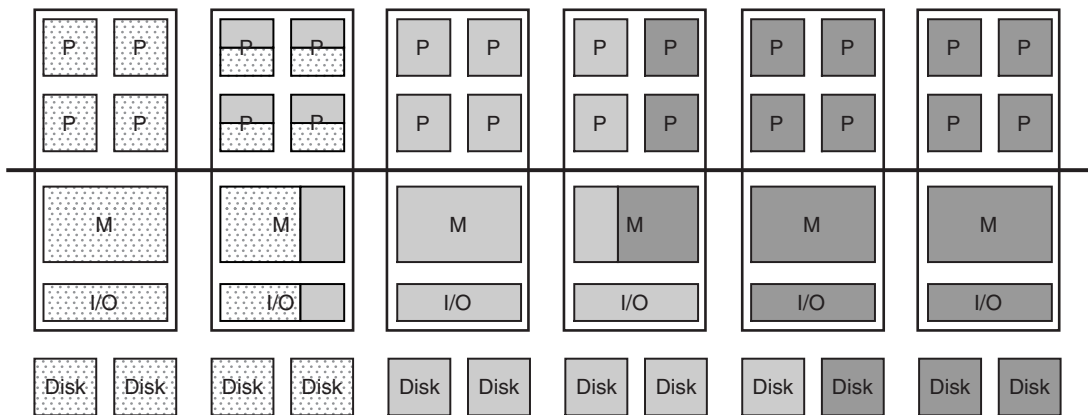 P P P P P P P P P P P P
P P P P P P P P P P P P
M M M M M M
I/O I/O I/O I/O I/O I/O
Disk Disk Disk Disk Disk Disk Disk Disk Disk Disk Disk Disk